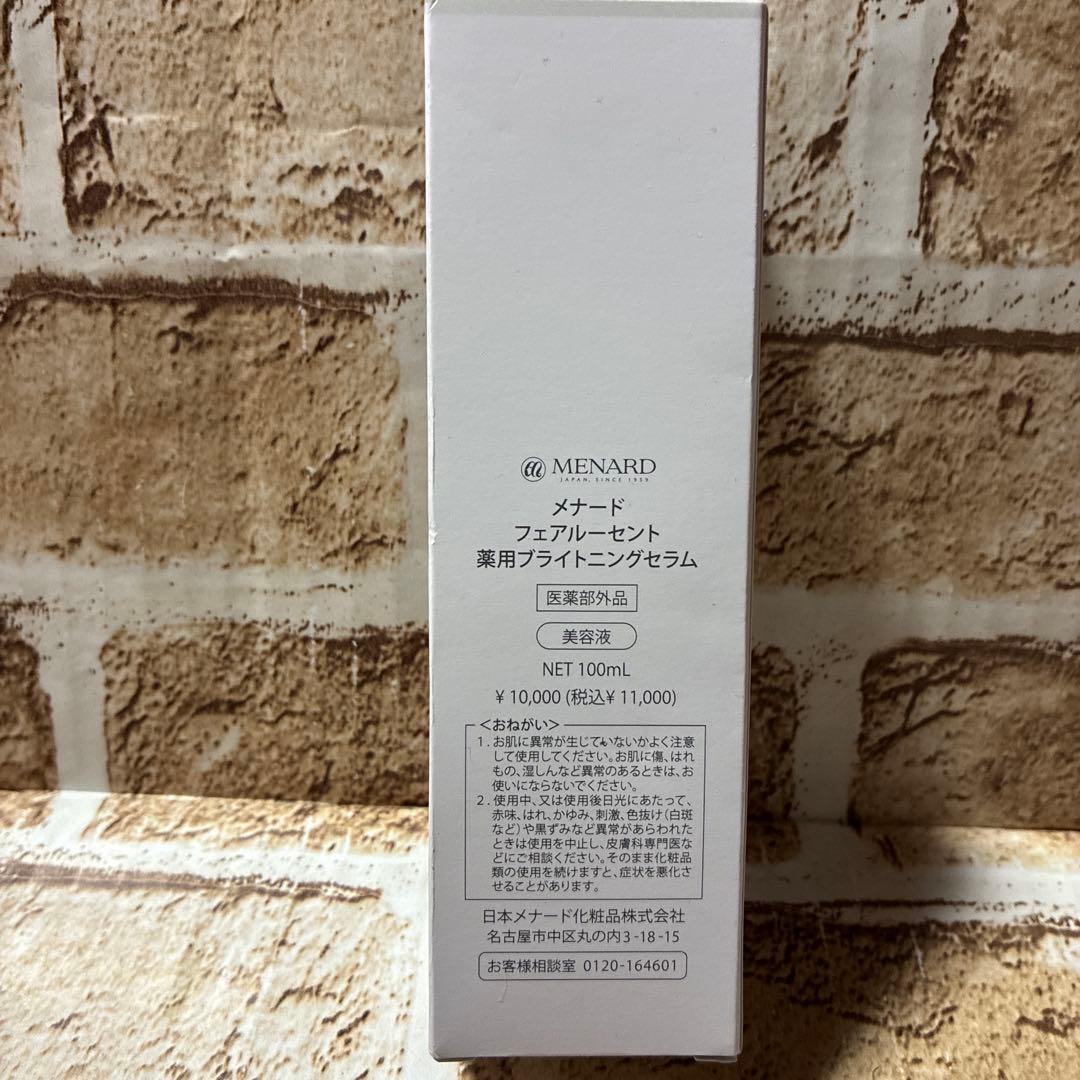 MENARD
JAPAN, SINCE 1959
メナード
フェアルーセント
薬用ブライトニングセラム
医薬部外品
美容液
NET 100mL
¥10,000(税込¥11,000)
<おねがい>
1. お肌に異常が生じていないかよく注意
して使用してください。お肌に傷、はれ
もの、湿しんなど異常のあるときは、お
使いにならないでください。
2. 使用中、又は使用後日光にあたって、
赤味、はれ、かゆみ、刺激、色抜け(白斑
など)や黒ずみなど異常があらわれた
ときは使用を中止し、皮膚科専門医な
どにご相談ください。そのまま化粧品
類の使用を続けますと、症状を悪化さ
せることがあります。
日本メナード化粧品株式会社
名古屋市中区丸の内3-18-15
お客様相談室 0120-164601